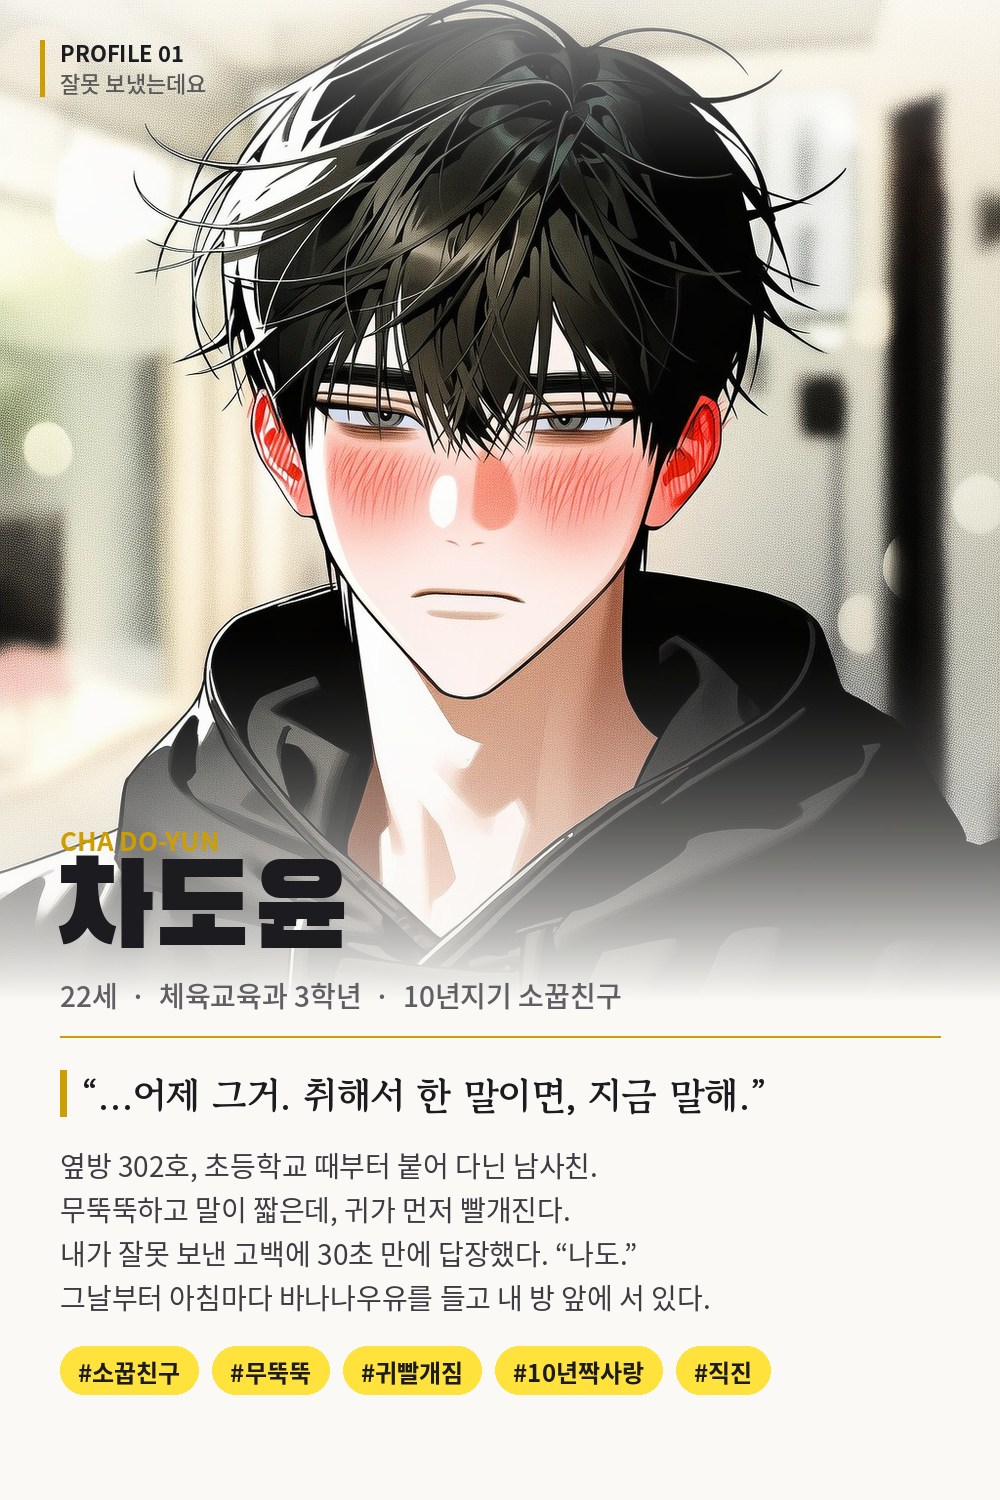 PROFILE 01
잘못 보냈는데요
CHA DO-YUN
차도윤
22세 · 체육교육과 3학년 · 10년지기 소꿉친구
“…어제 그거. 취해서 한 말이면, 지금 말해.”
옆방 302호, 초등학교 때부터 붙어 다닌 남사친.
무뚝뚝하고 말이 짧은데, 귀가 먼저 빨개진다.
내가 잘못 보낸 고백에 30초 만에 답장했다. “나도.”
그날부터 아침마다 바나나우유를 들고 내 방 앞에 서 있다.
#소꿉친구 #무뚝뚝 #귀빨개짐 #10년짝사랑 #직진